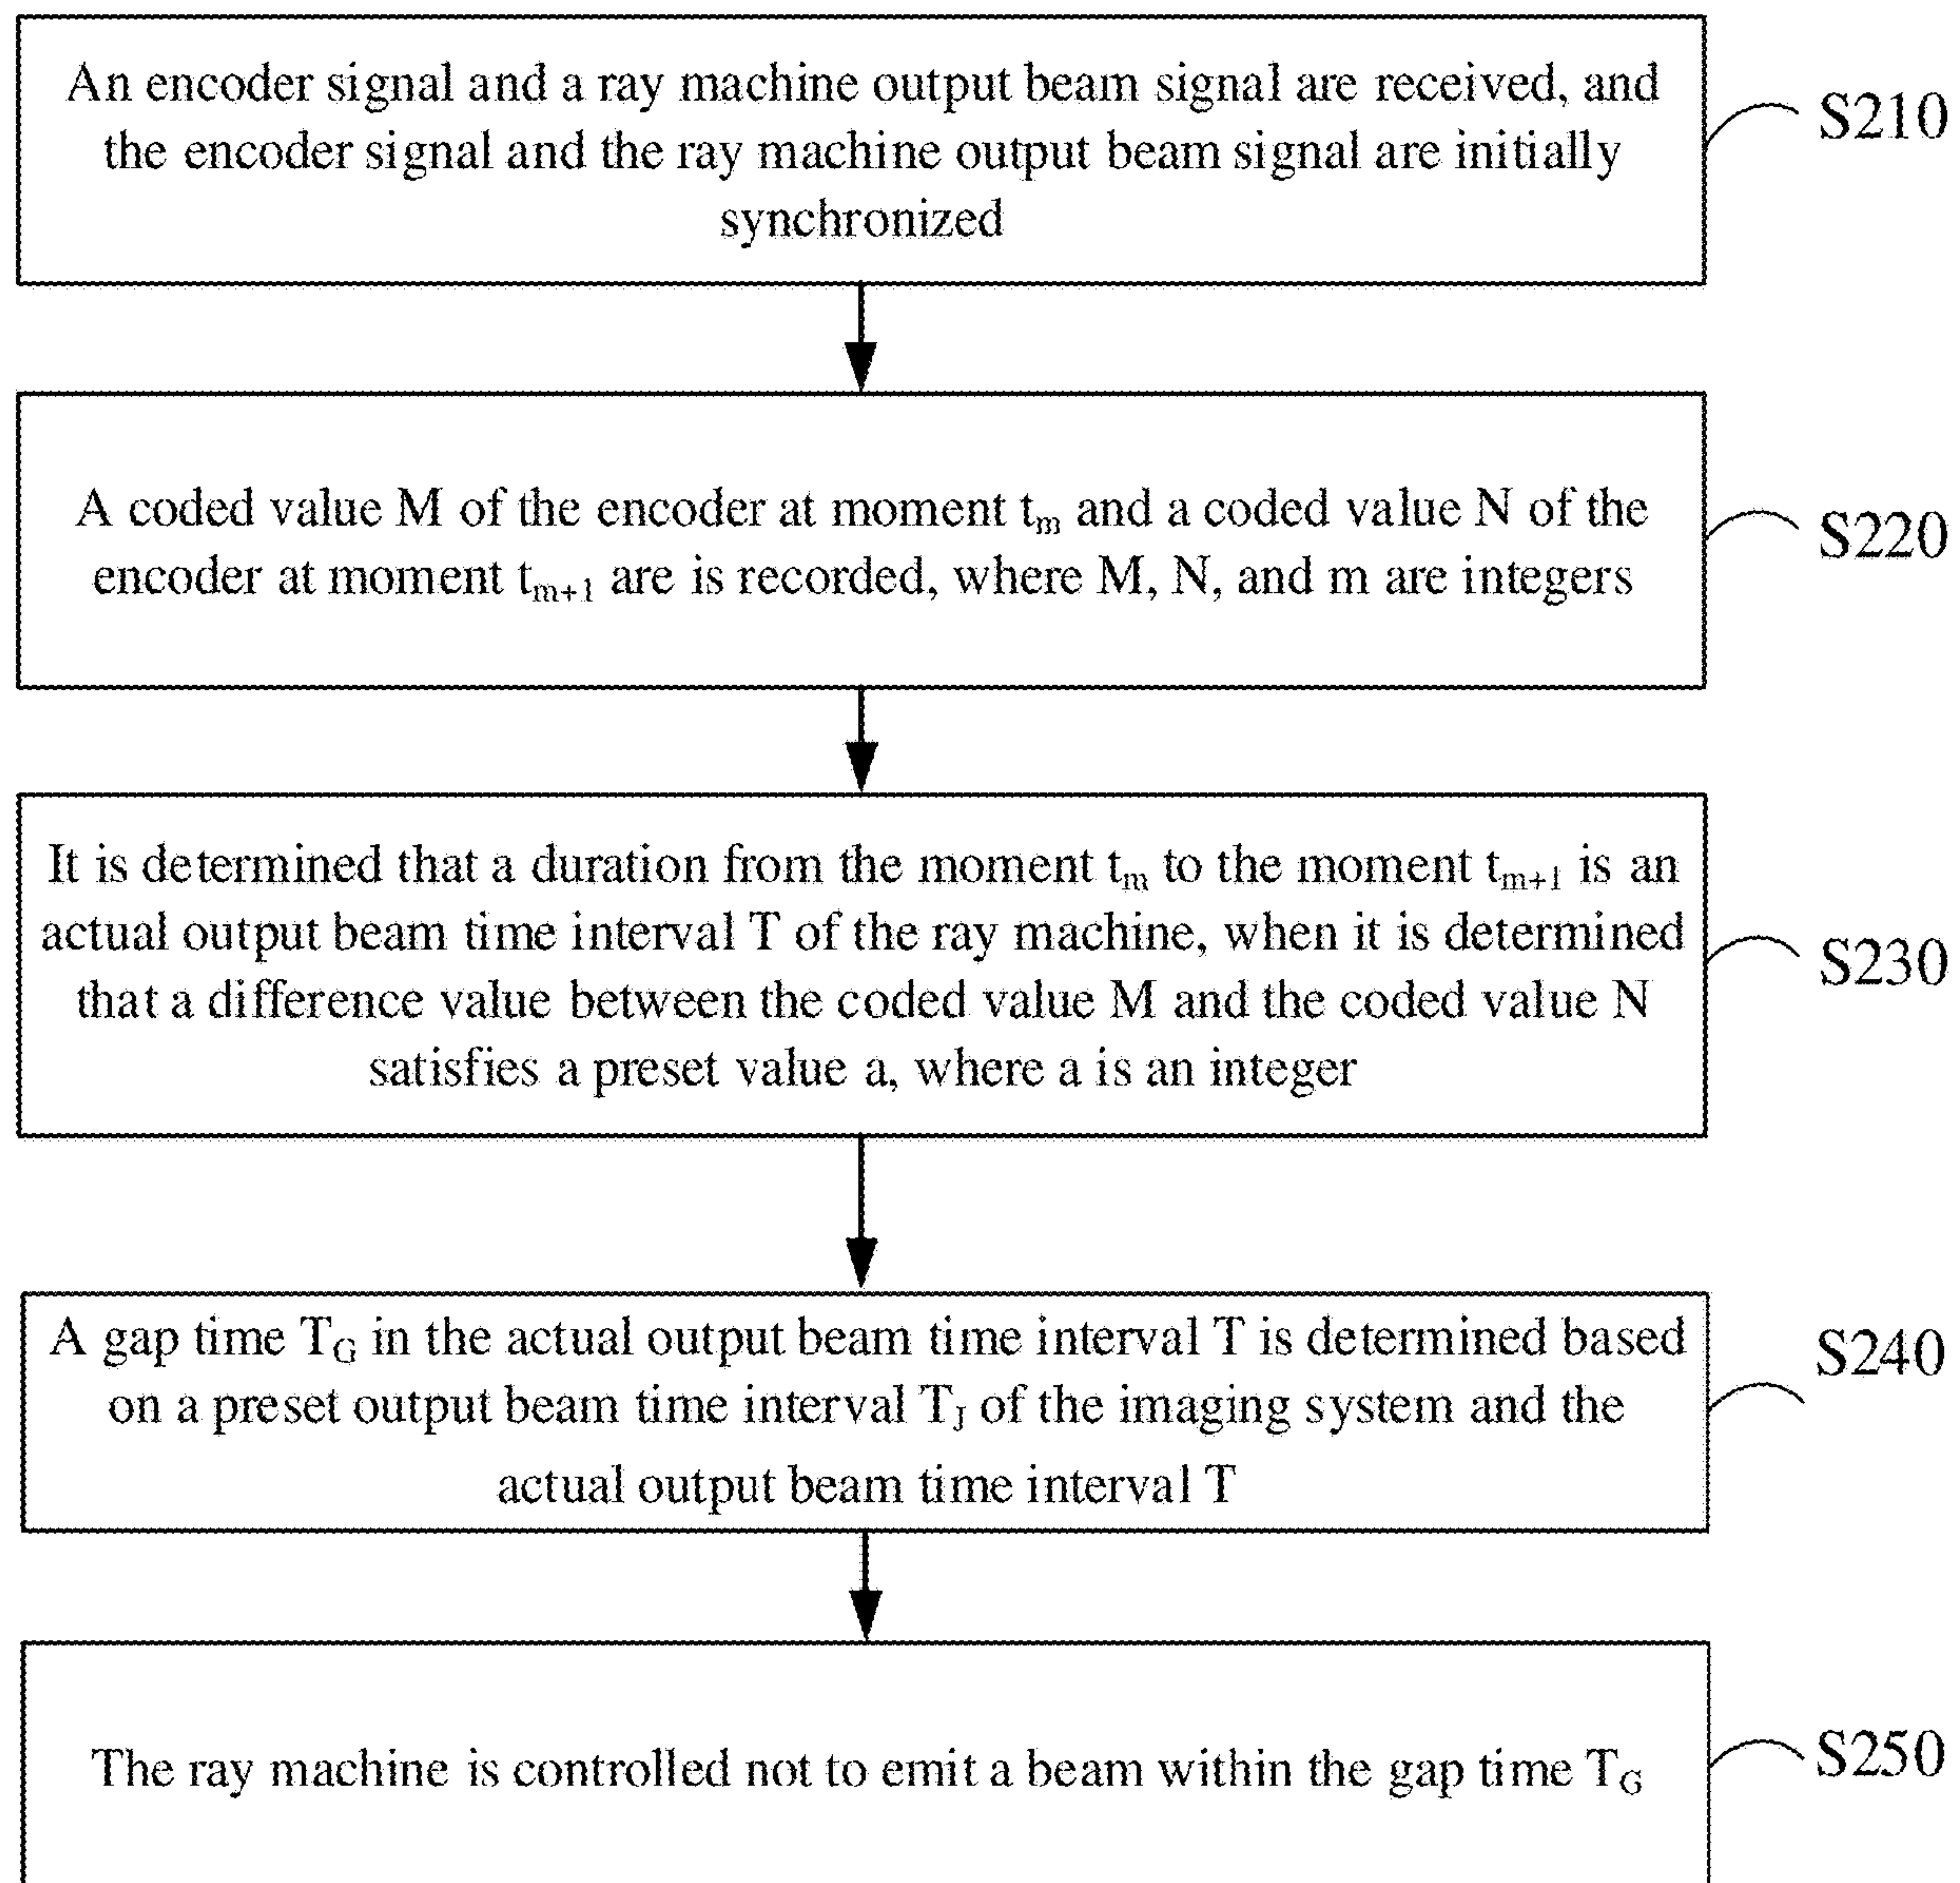 An encoder signal and a ray machine output beam signal are received, and
the encoder signal and the ray machine output beam signal are initially
synchronized
S210
A coded value M of the encoder at moment tₘ and a coded value N of the
encoder at moment tₘ₊₁ are is recorded, where M, N, and m are integers
S220
It is determined that a duration from the moment tₘ to the moment tₘ₊₁ is an
actual output beam time interval T of the ray machine, when it is determined
that a difference value between the coded value M and the coded value N
satisfies a preset value a, where a is an integer
S230
A gap time T_G in the actual output beam time interval T is determined based
on a preset output beam time interval T_J of the imaging system and the
actual output beam time interval T
S240
The ray machine is controlled not to emit a beam within the gap time T_G
S250